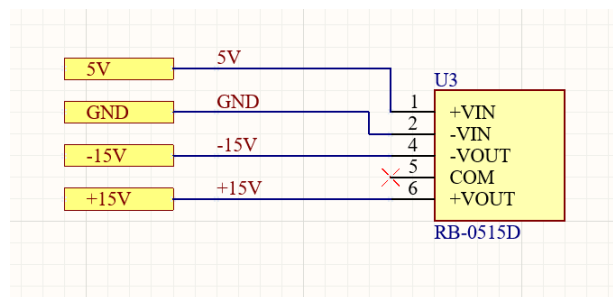 5V 5V
U3
GND GND 1 +VIN
2 -VIN
-15V -15V 4 -VOUT
5 COM
+15V +15V 6 +VOUT
RB-0515D